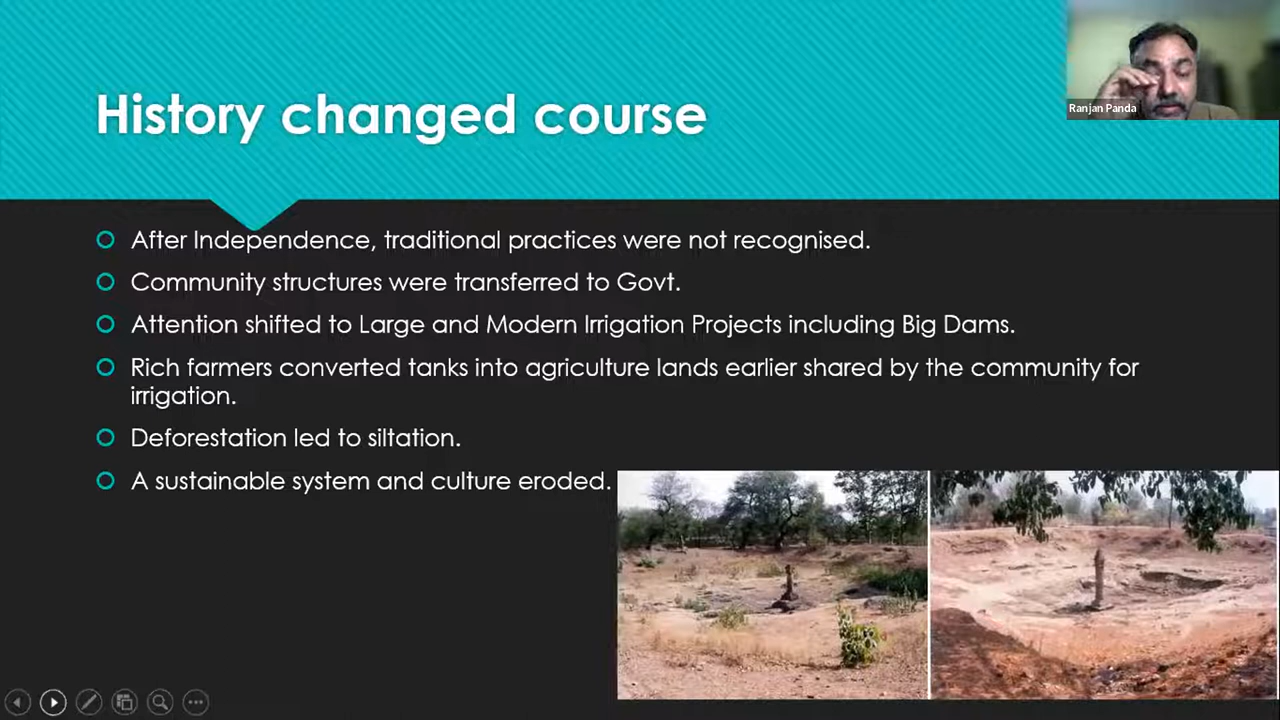 History changed course
Ranjan Panda
After Independence, traditional practices were not recognised.
Community structures were transferred to Govt.
Attention shifted to Large and Modern Irrigation Projects including Big Dams.
Rich farmers converted tanks into agriculture lands earlier shared by the community for
irrigation.
Deforestation led to siltation.
A sustainable system and culture eroded.